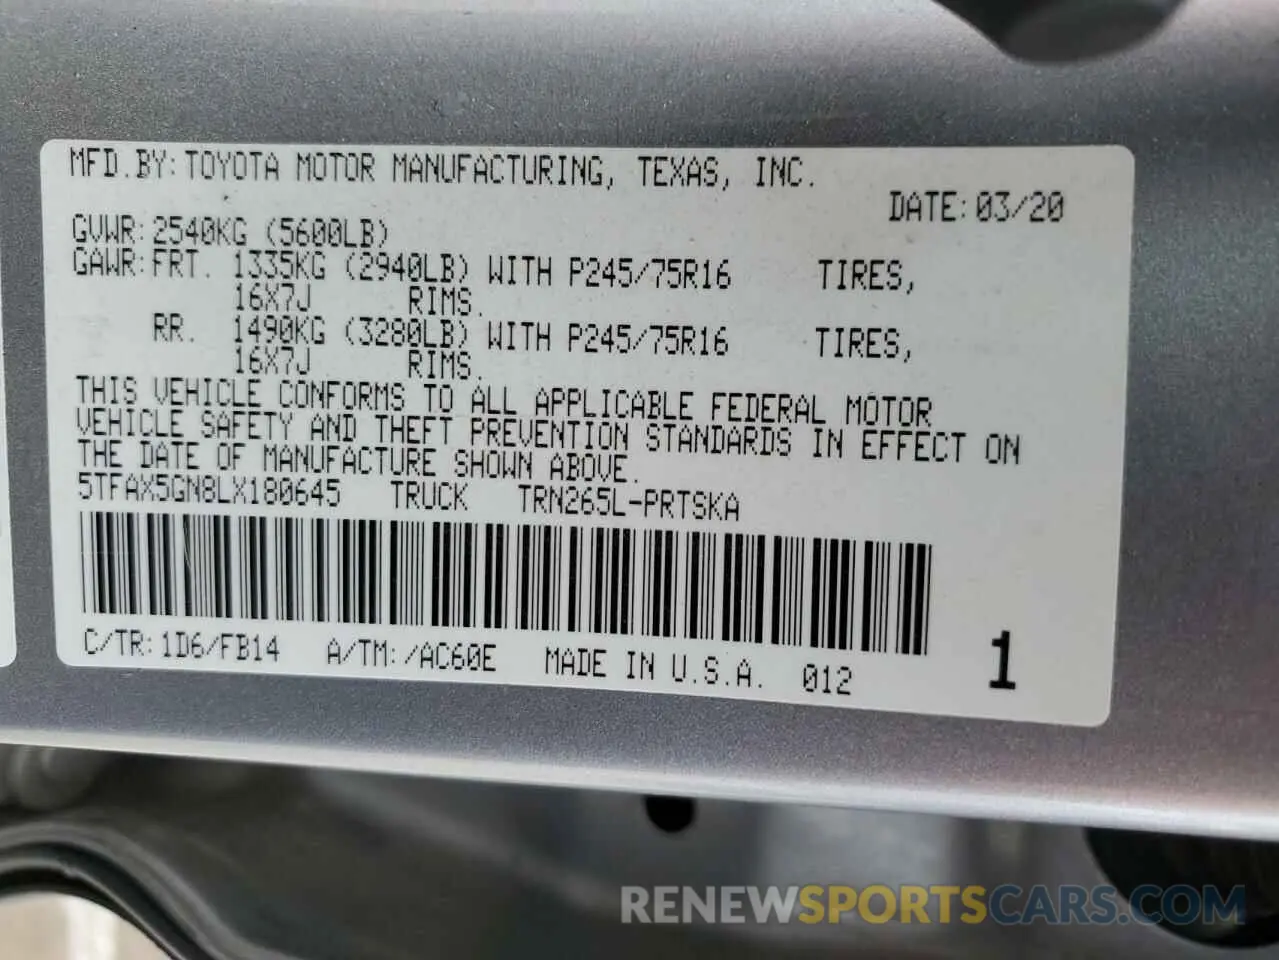 MFD.BY: TOYOTA MOTOR MANUFACTURING, TEXAS, INC.
DATE: 03/20
GVWR: 2540KG (5600LB)
GAWR: FRT. 1335KG (2940LB) WITH P245/75R16 TIRES,
16X7J RIMS.
RR. 1490KG (3280LB) WITH P245/75R16 TIRES,
16X7J RIMS.
THIS VEHICLE CONFORMS TO ALL APPLICABLE FEDERAL MOTOR
VEHICLE SAFETY AND THEFT PREVENTION STANDARDS IN EFFECT ON
THE DATE OF MANUFACTURE SHOWN ABOVE.
5TFAX5GN8LX180645 TRUCK TRN265L-PRTSKA
C/TR: 1D6/FB14 A/TM: /AC60E MADE IN U.S.A. 012
1
RENEWSPORTSCARS.COM